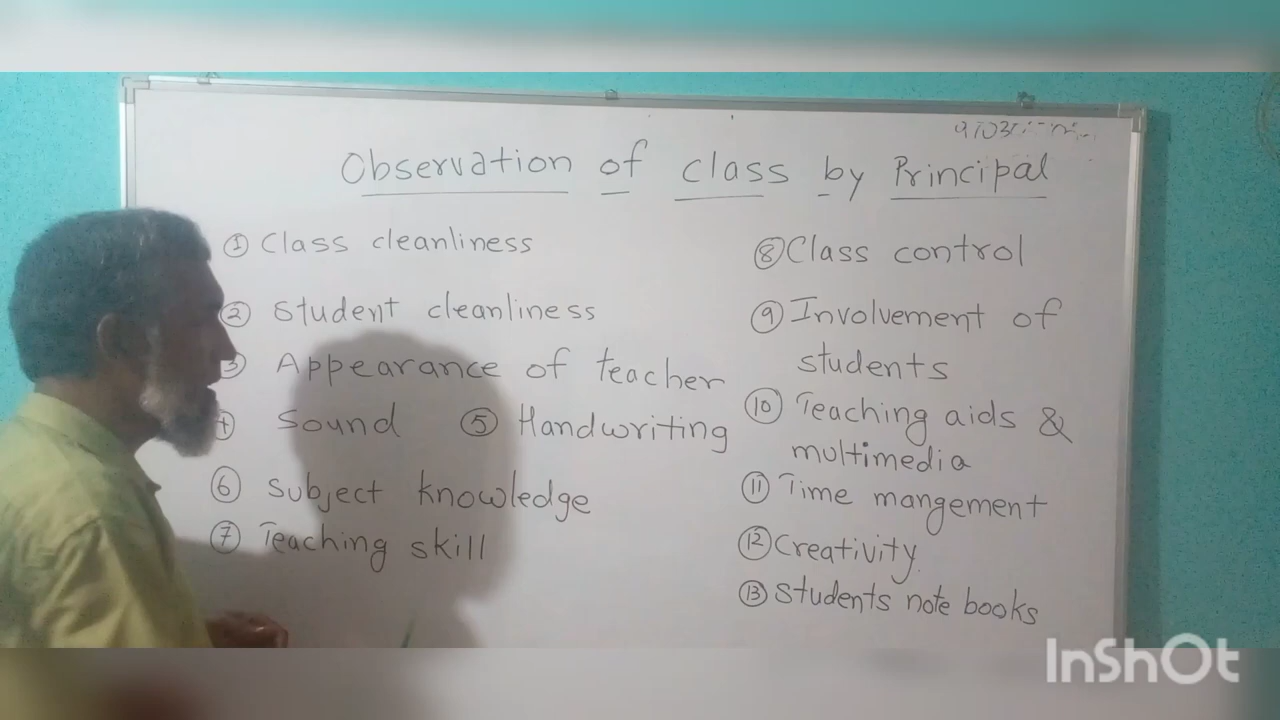 Observation of class by Principal
① Class cleanliness
② Student cleanliness
③ Appearance of teacher
④ Sound ⑤ Handwriting
⑥ Subject knowledge
⑦ Teaching skill
⑧ Class control
⑨ Involvement of
students
⑩ Teaching aids &
multimedia
⑪ Time mangement
⑫ Creativity
⑬ Students note books
InShOt